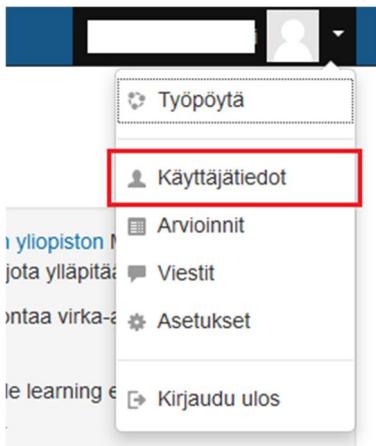 Työpöytä
Käyttäjätiedot
yliopiston
Arvioinnit
jota ylläpitää
Viestit
ontaa virka-a
Asetukset
le learning e
Kirjaudu ulos